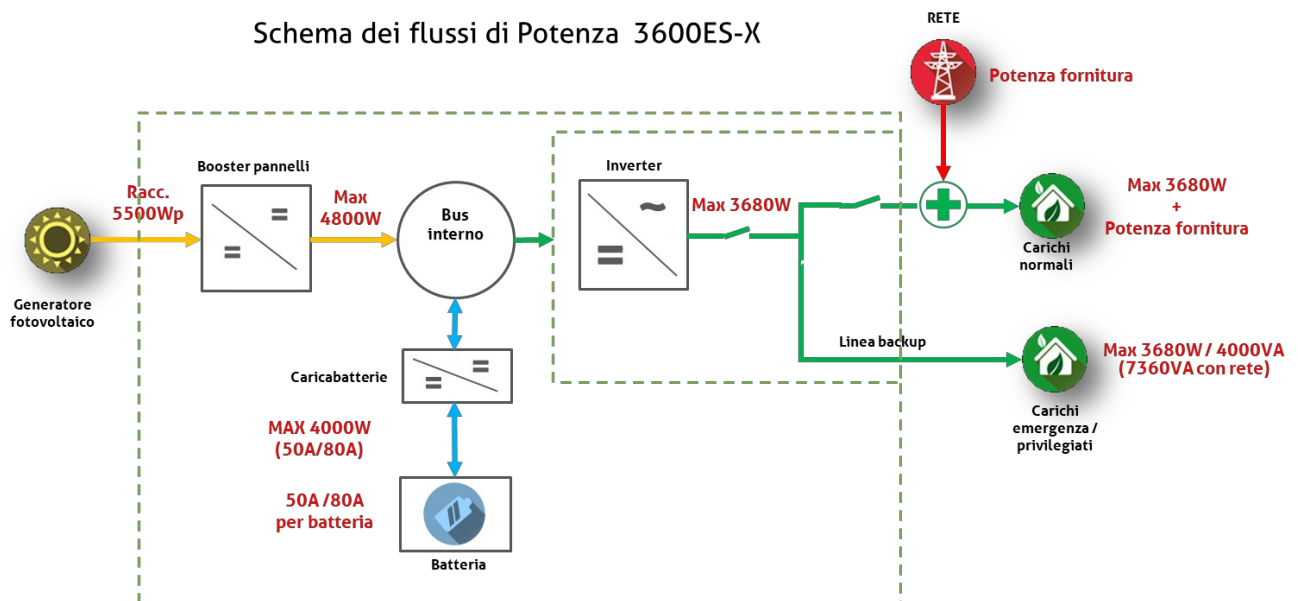 Schema dei flussi di Potenza 3600ES-X
RETE
Potenza fornitura
Booster pannelli
Inverter
Racc.
5500Wp
Max
4800W
Bus
interno
Max 3680W
Max 3680W
+
Potenza fornitura
Carichi
normali
Generatore
fotovoltaico
Linea backup
Max 3680W / 4000VA
(7360VA con rete)
Caricabatterie
Carichi
emergenza /
privilegiati
MAX 4000W
(50A/80A)
50A /80A
per batteria
Batteria